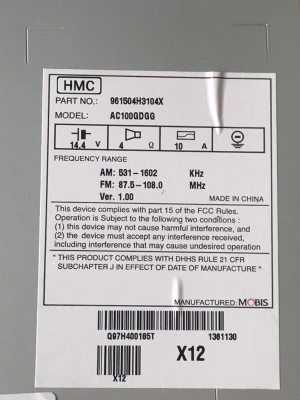 HMC
PART NO.: 961504H3104X
MODEL: AC100GDGG
14.4 V 4 Ω 10 A
FREQUENCY RANGE
AM: 531-1602 KHz
FM: 87.5-108.0 MHz
Ver. 1.00 MADE IN CHINA
This device complies with part 15 of the FCC Rules.
Operation is Subject to the following two conditions :
(1) this device may not cause harmful interference, and
(2) the device must accept any interference received,
including interference that may cause undesired operation
" THIS PRODUCT COMPLIES WITH DHHS RULE 21 CFR
SUBCHAPTER J IN EFFECT OF DATE OF MANUFACTURE "
MANUFACTURED: MOBIS
Q97H400185T 1361130
X12
X12